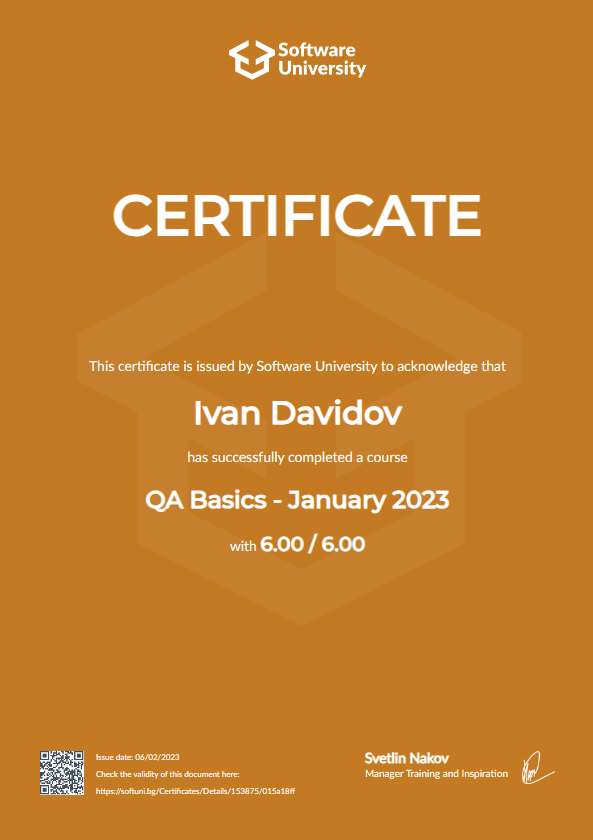 Software
University
CERTIFICATE
This certificate is issued by Software University to acknowledge that
Ivan Davidov
has successfully completed a course
QA Basics - January 2023
with 6.00 / 6.00
Issue date: 06/02/2023
Check the validity of this document here:
https://softuni.bg/Certificates/Details/153875/015a18ff
Svetlin Nakov
Manager Training and Inspiration